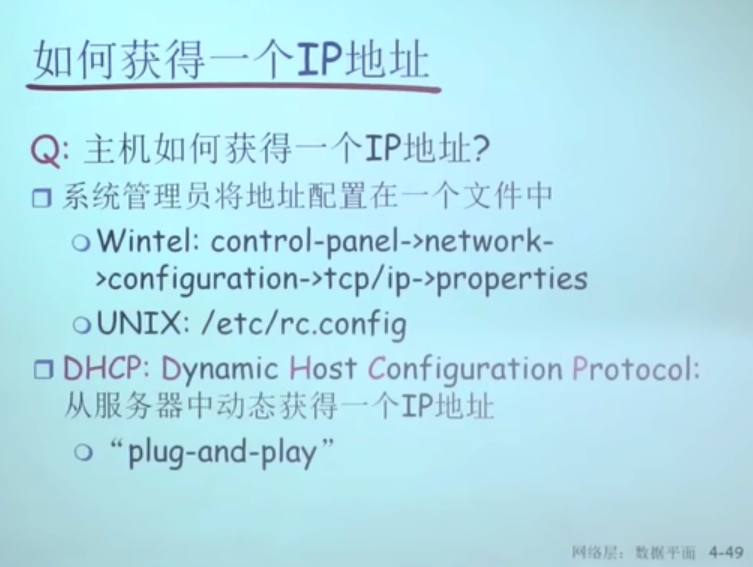 如何获得一个IP地址
Q: 主机如何获得一个IP地址?
❒ 系统管理员将地址配置在一个文件中
○ Wintel: control-panel->network-
>configuration->tcp/ip->properties
○ UNIX: /etc/rc.config
❒ DHCP: Dynamic Host Configuration Protocol:
从服务器中动态获得一个IP地址
○ “plug-and-play”
网络层: 数据平面 4-49